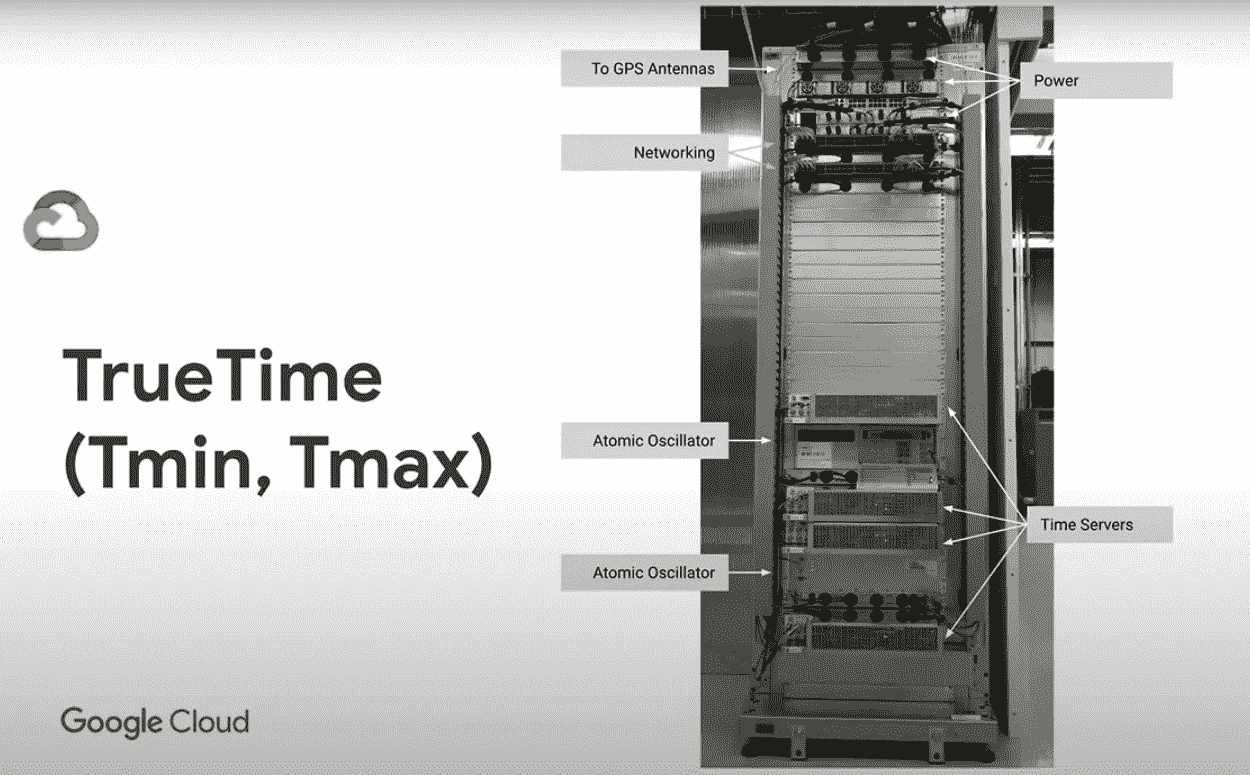 To GPS Antennas
Power
Networking
TrueTime
(Tmin, Tmax)
Atomic Oscillator
Time Servers
Atomic Oscillator
Google Cloud